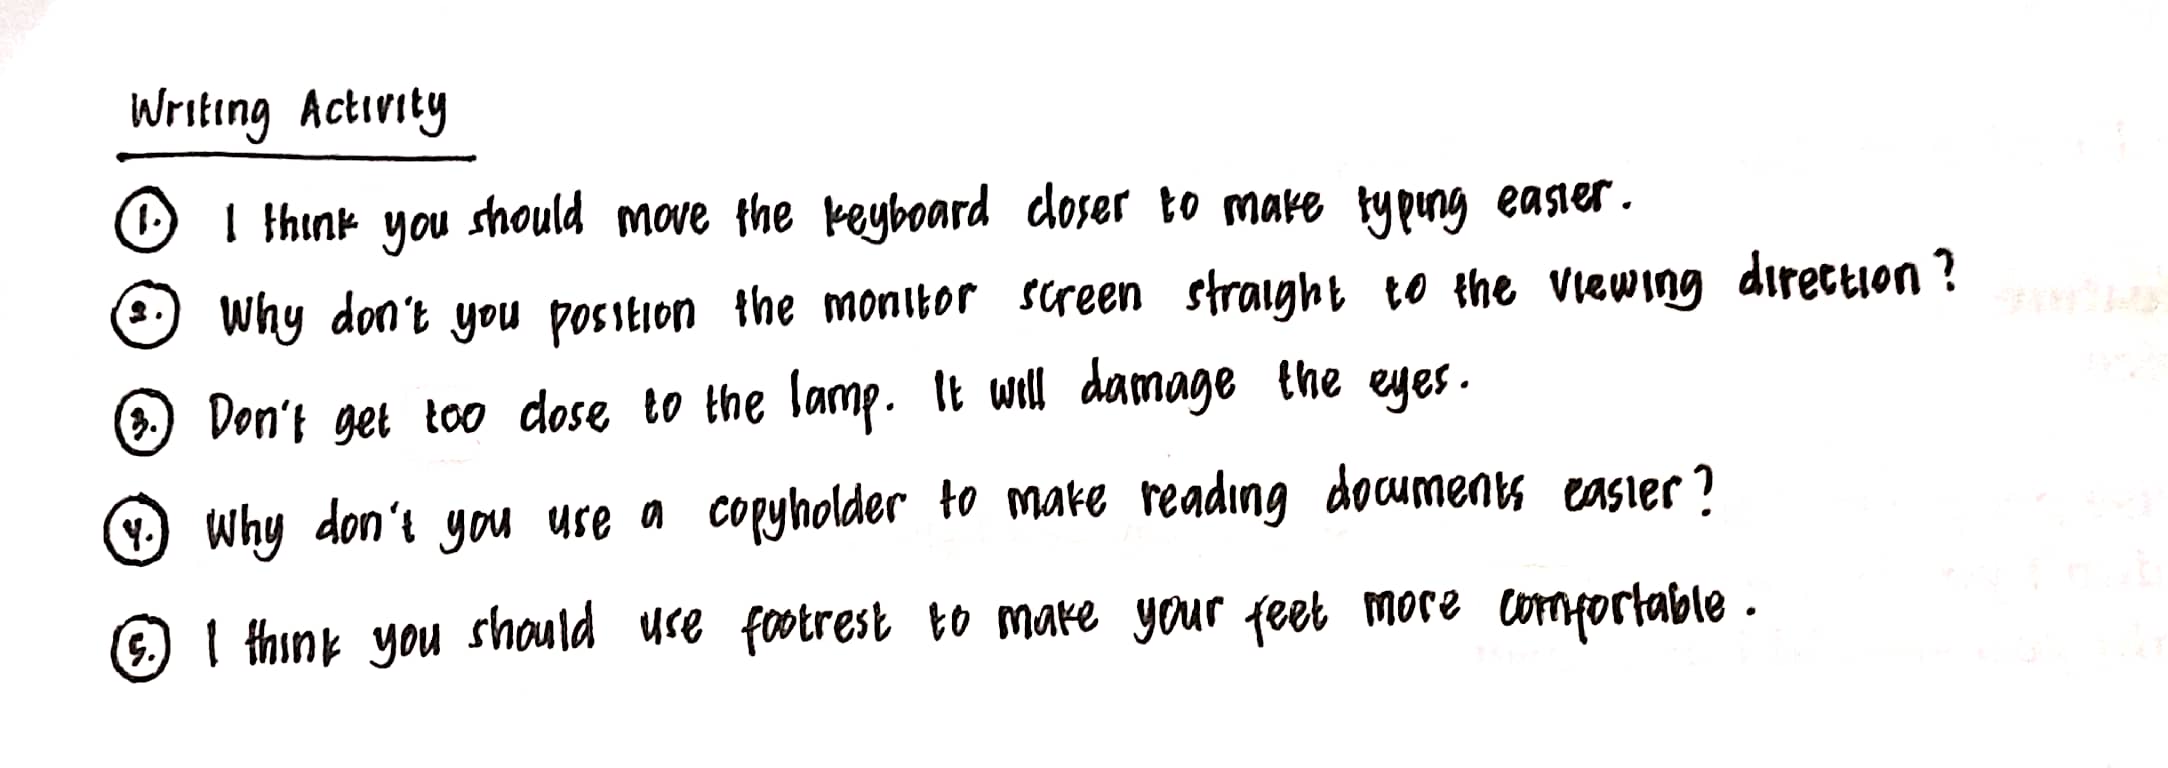 Writing Activity
1. I think you should move the keyboard closer to make typing easier.
2. Why don't you position the monitor screen straight to the viewing direction?
3. Don't get too close to the lamp. It will damage the eyes.
4. Why don't you use a copyholder to make reading documents easier?
5. I think you should use footrest to make your feet more comfortable.